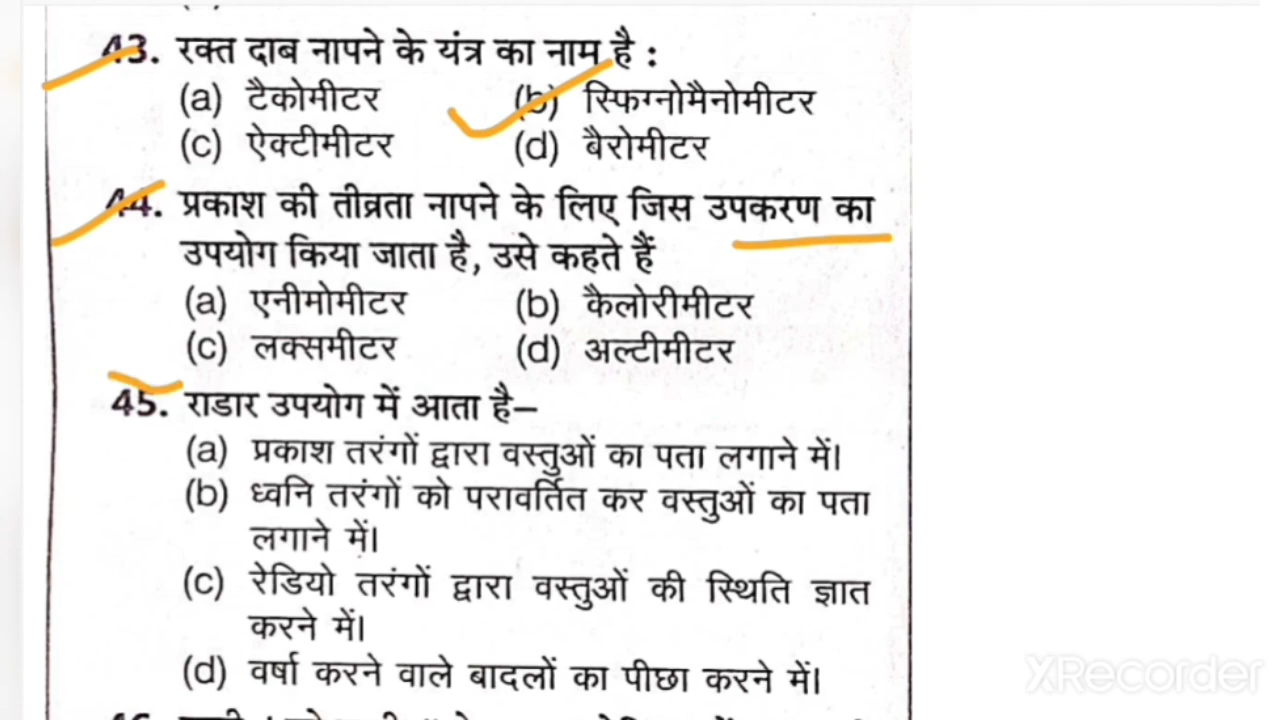 43. रक्त दाब नापने के यंत्र का नाम है :
(a) टैकोमीटर (b) स्फिग्नोमैनोमीटर
(c) ऐक्टीमीटर (d) बैरोमीटर
44. प्रकाश की तीव्रता नापने के लिए जिस उपकरण का
उपयोग किया जाता है, उसे कहते हैं
(a) एनीमोमीटर (b) कैलोरीमीटर
(c) लक्समीटर (d) अल्टीमीटर
45. राडार उपयोग में आता है–
(a) प्रकाश तरंगों द्वारा वस्तुओं का पता लगाने में।
(b) ध्वनि तरंगों को परावर्तित कर वस्तुओं का पता
लगाने में।
(c) रेडियो तरंगों द्वारा वस्तुओं की स्थिति ज्ञात
करने में।
(d) वर्षा करने वाले बादलों का पीछा करने में।
XRecorder